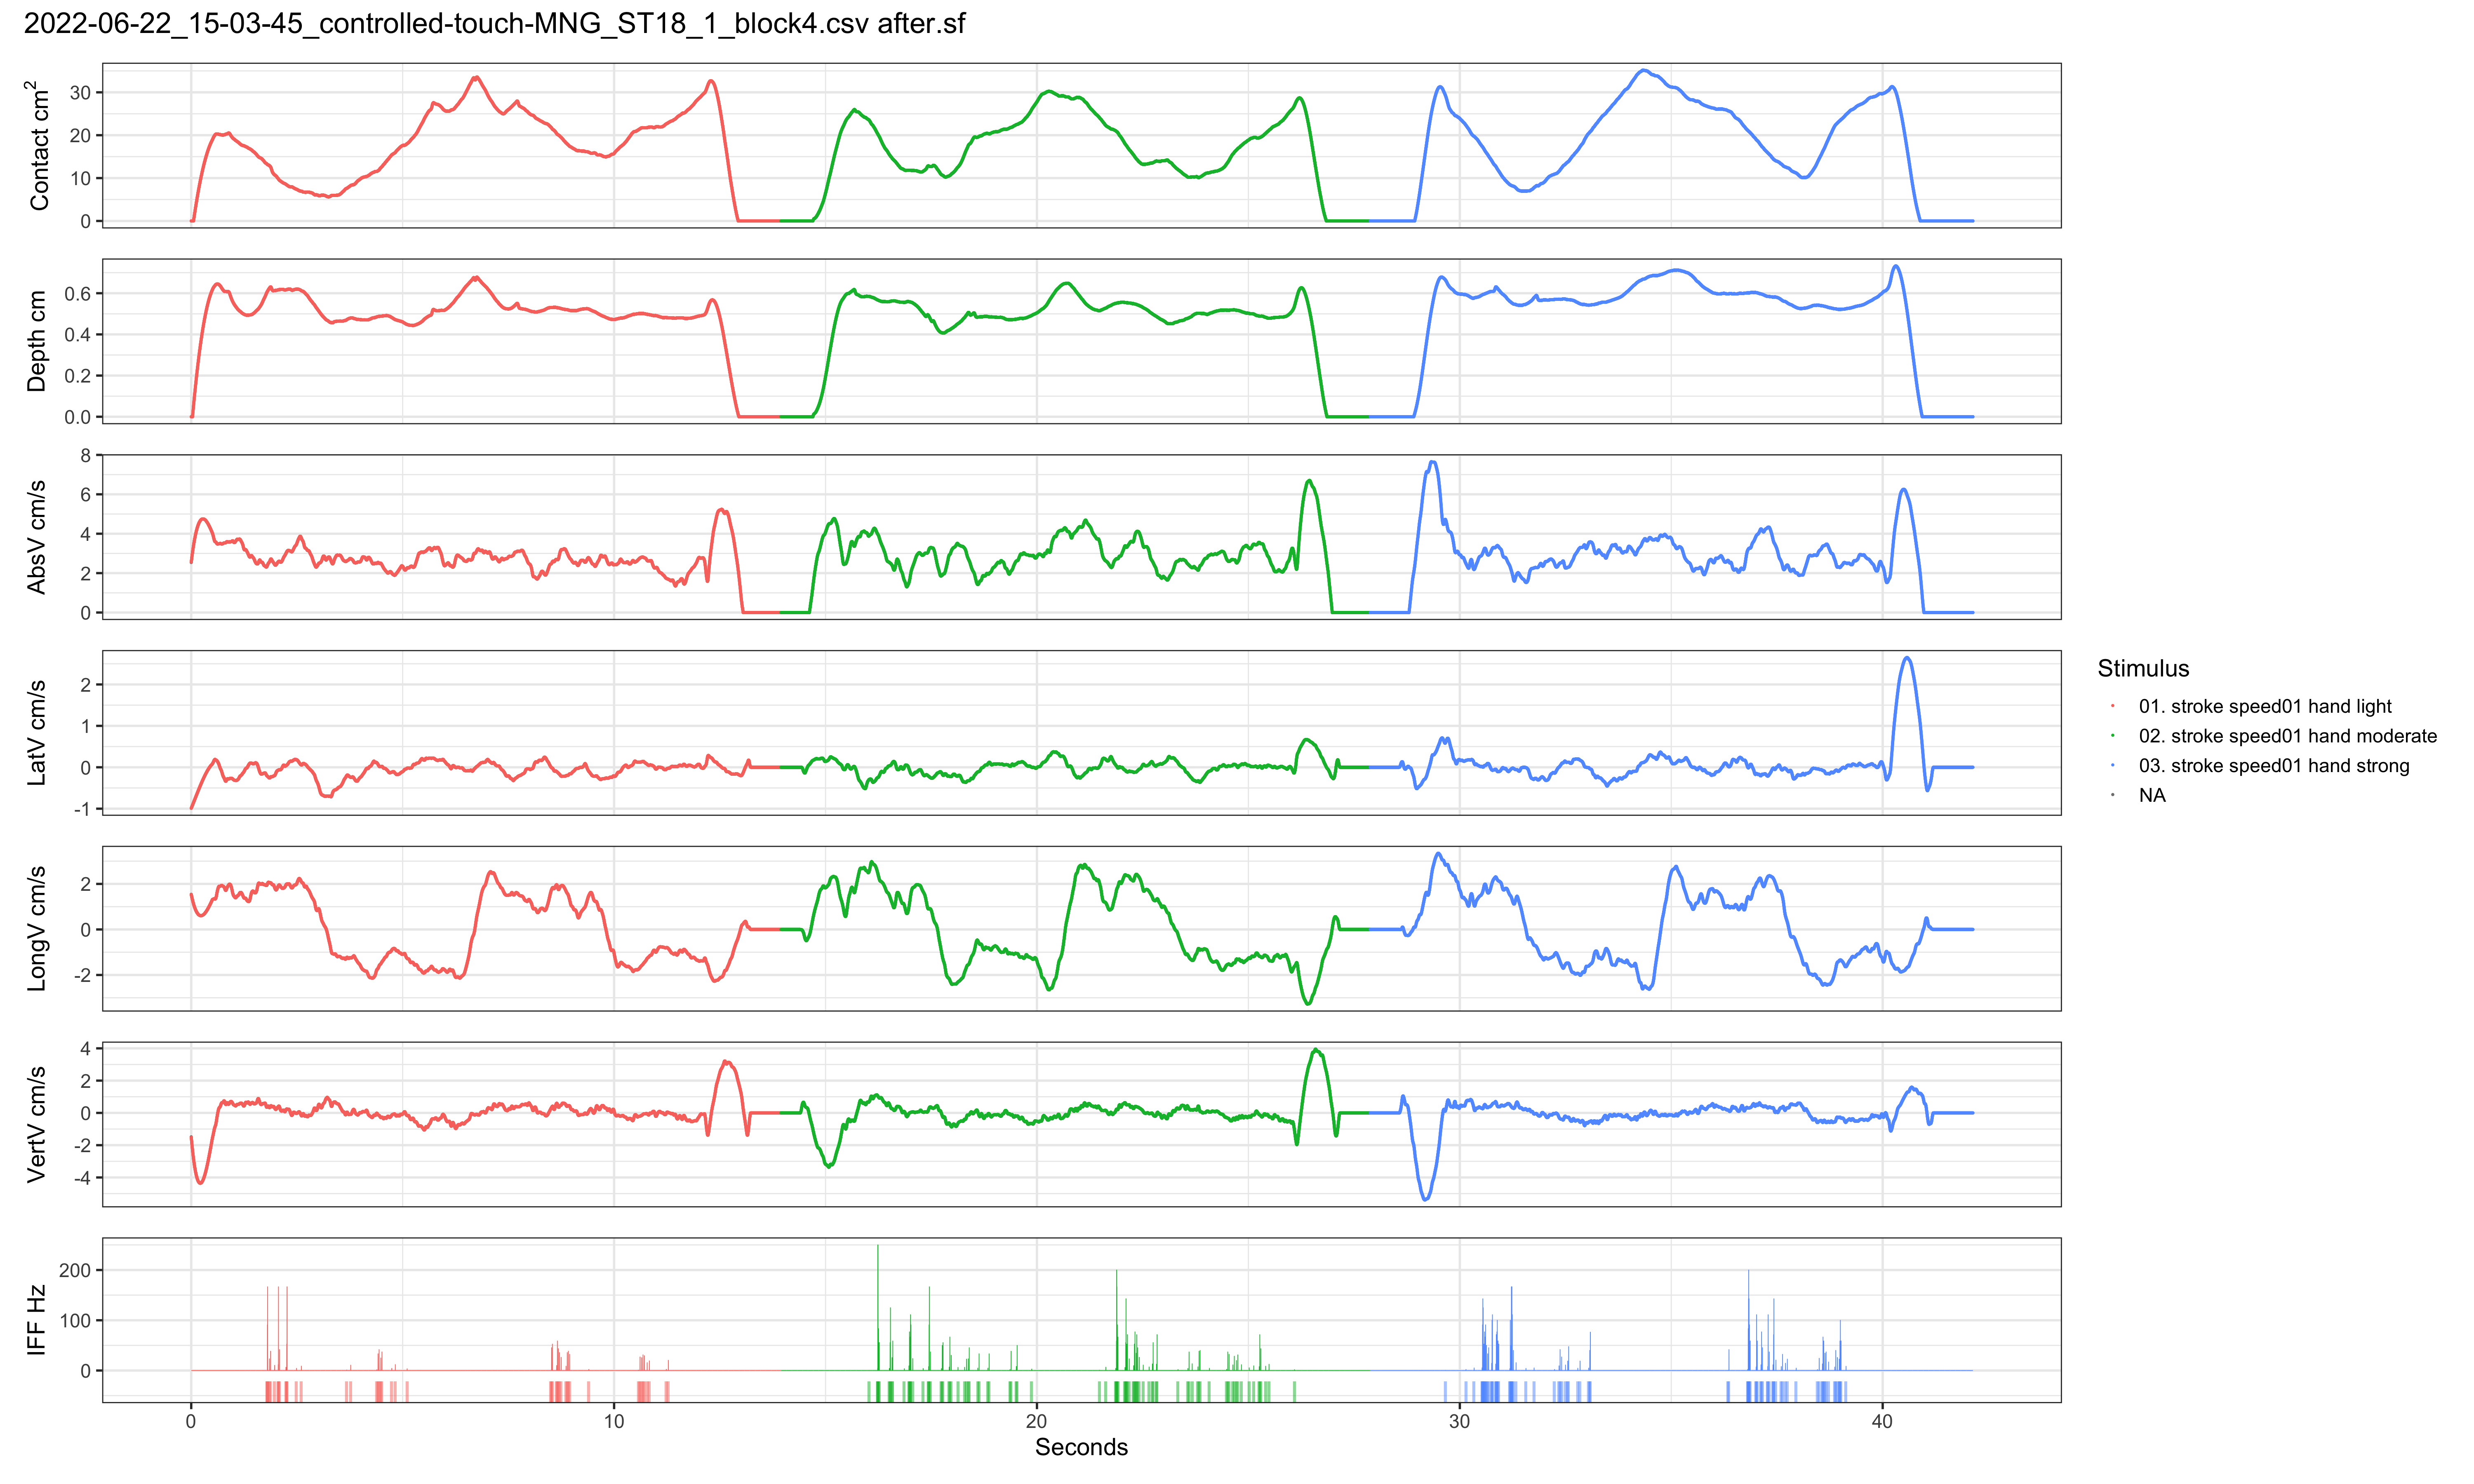 2022-06-22_15-03-45_controlled-touch-MNG_ST18_1_block4.csv after.sf
Contact cm²
30
20
10
0
Depth cm
0.6
0.4
0.2
0.0
AbsV cm/s
8
6
4
2
0
LatV cm/s
2
1
0
-1
LongV cm/s
2
0
-2
VertV cm/s
4
2
0
-2
-4
IFF Hz
200
100
0
0 10 20 30 40
Seconds
Stimulus
01. stroke speed01 hand light
02. stroke speed01 hand moderate
03. stroke speed01 hand strong
NA